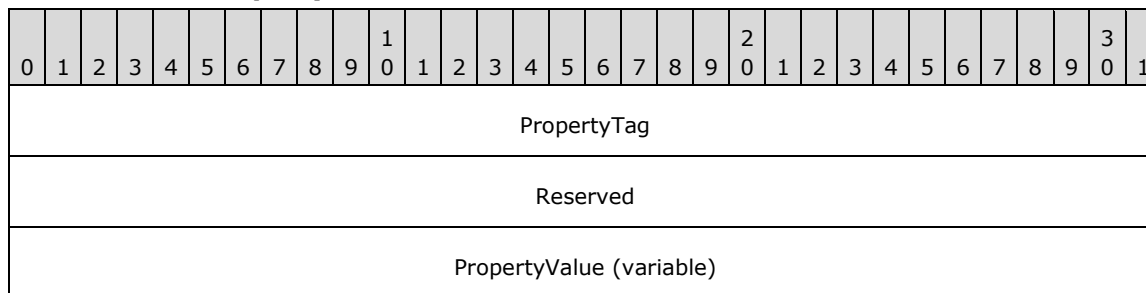 1 2 3
0 1 2 3 4 5 6 7 8 9 0 1 2 3 4 5 6 7 8 9 0 1 2 3 4 5 6 7 8 9 0 1
PropertyTag
Reserved
PropertyValue (variable)